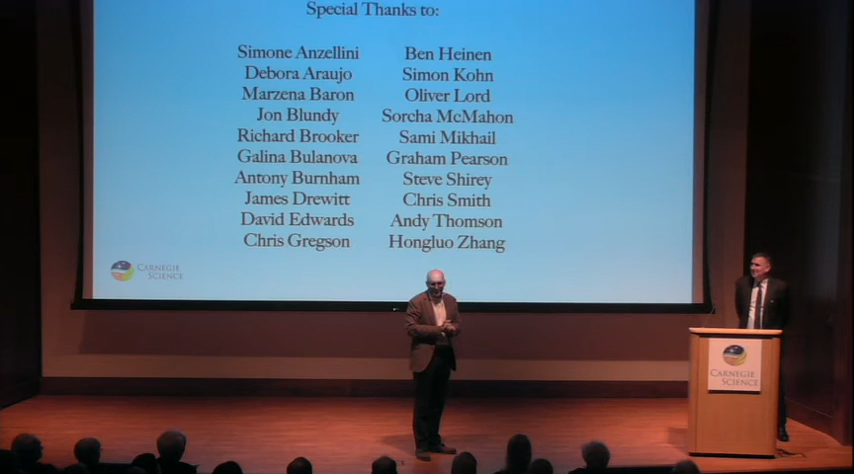 Special Thanks to:
Simone Anzellini
Debora Araujo
Marzena Baron
Jon Blundy
Richard Brooker
Galina Bulanova
Antony Burnham
James Drewitt
David Edwards
Chris Gregson
Ben Heinen
Simon Kohn
Oliver Lord
Sorcha McMahon
Sami Mikhail
Graham Pearson
Steve Shirey
Chris Smith
Andy Thomson
Hongluo Zhang
CARNEGIE
SCIENCE
CARNEGIE
SCIENCE